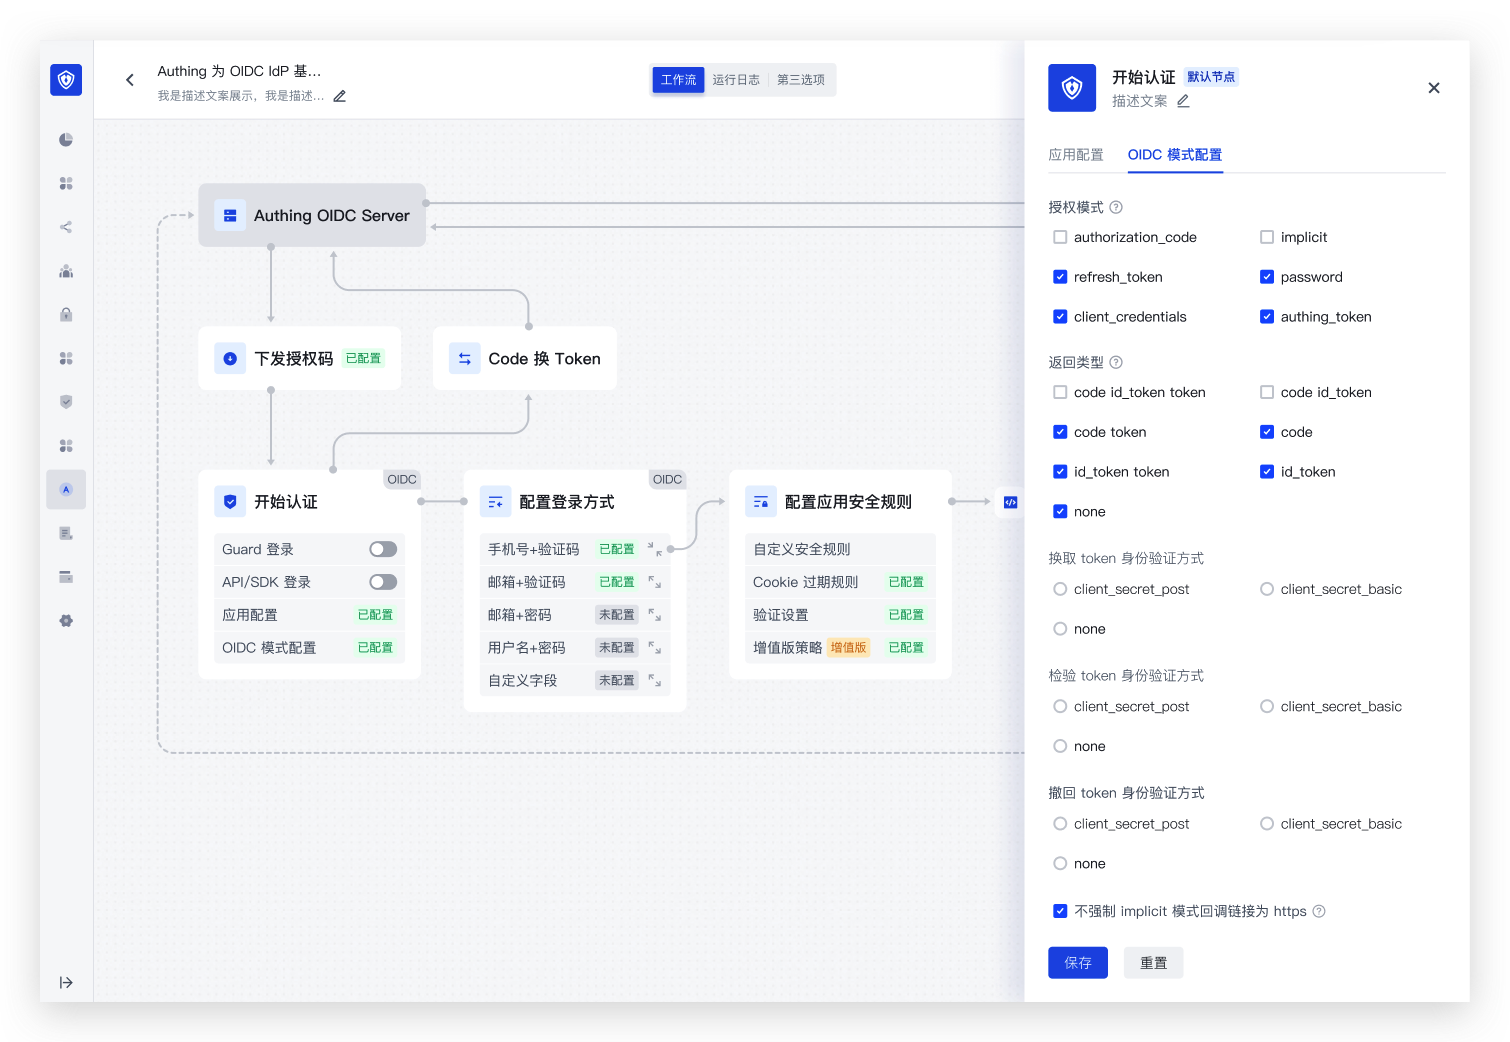 Authing 为 OIDC IdP 基...
我是描述文案展示，我是描述...
工作流 运行日志 第三选项
Authing OIDC Server
下发授权码 已配置
Code 换 Token
OIDC
开始认证
Guard 登录
API/SDK 登录
应用配置 已配置
OIDC 模式配置 已配置
OIDC
配置登录方式
手机号+验证码 已配置
邮箱+验证码 已配置
邮箱+密码 未配置
用户名+密码 未配置
自定义字段 未配置
配置应用安全规则
自定义安全规则
Cookie 过期规则 已配置
验证设置 已配置
增值版策略 增值版 已配置
开始认证 默认节点
描述文案
应用配置 OIDC 模式配置
授权模式
authorization_code implicit
refresh_token password
client_credentials authing_token
返回类型
code id_token token code id_token
code token code
id_token token id_token
none
换取 token 身份验证方式
client_secret_post client_secret_basic
none
检验 token 身份验证方式
client_secret_post client_secret_basic
none
撤回 token 身份验证方式
client_secret_post client_secret_basic
none
不强制 implicit 模式回调链接为 https
保存 重置